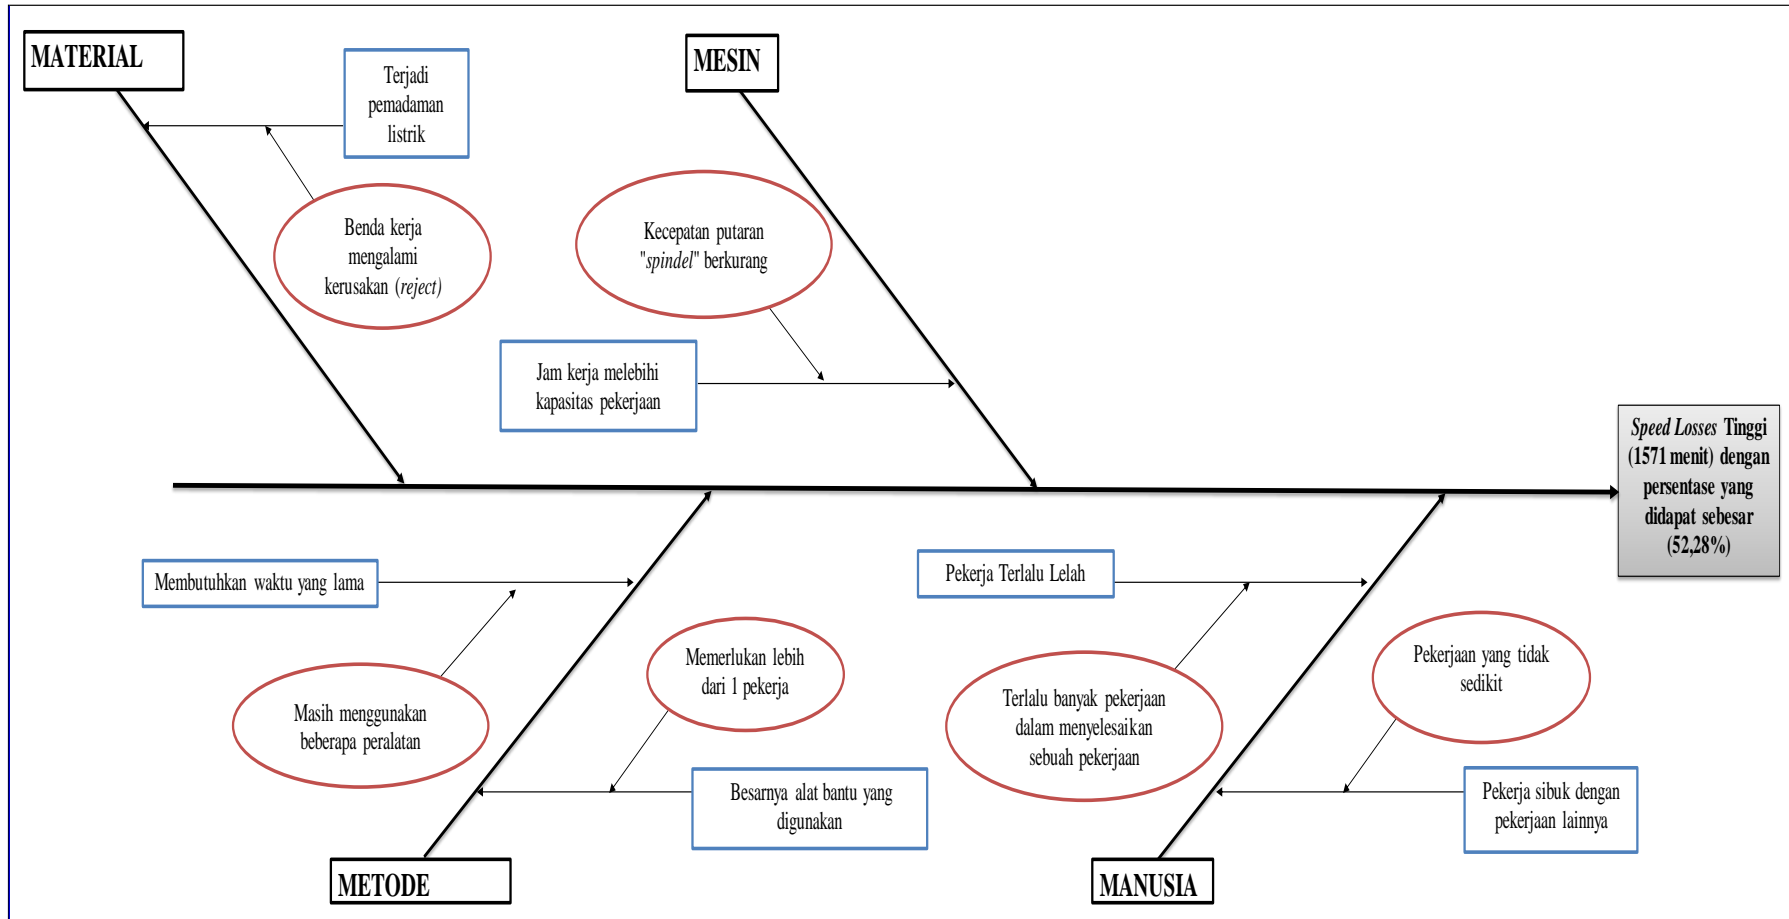 MATERIAL
Terjadi
pemadaman
listrik
Benda kerja
mengalami
kerusakan (reject)
MESIN
Kecepatan putaran
"spindel" berkurang
Jam kerja melebihi
kapasitas pekerjaan
Speed Losses Tinggi
(1571 menit) dengan
persentase yang
didapat sebesar
(52,28%)
Membutuhkan waktu yang lama
Masih menggunakan
beberapa peralatan
Memerlukan lebih
dari 1 pekerja
Besarnya alat bantu yang
digunakan
METODE
Pekerja Terlalu Lelah
Terlalu banyak pekerjaan
dalam menyelesaikan
sebuah pekerjaan
Pekerjaan yang tidak
sedikit
Pekerja sibuk dengan
pekerjaan lainnya
MANUSIA